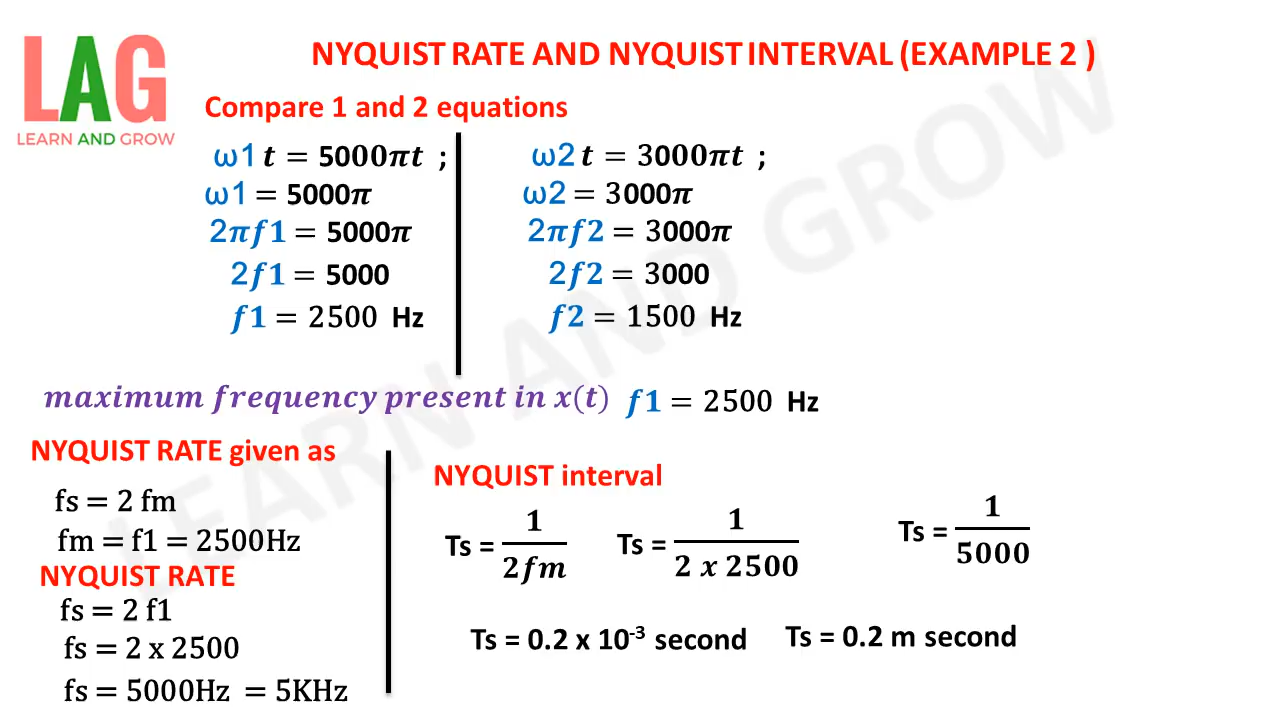 LAG
LEARN AND GROW
NYQUIST RATE AND NYQUIST INTERVAL (EXAMPLE 2 )
Compare 1 and 2 equations
ω1 t = 5000πt ;
ω1 = 5000π
2πf1 = 5000π
2f1 = 5000
f1 = 2500 Hz
ω2 t = 3000πt ;
ω2 = 3000π
2πf2 = 3000π
2f2 = 3000
f2 = 1500 Hz
maximum frequency present in x(t) f1 = 2500 Hz
NYQUIST RATE given as
fs = 2 fm
fm = f1 = 2500Hz
NYQUIST RATE
fs = 2 f1
fs = 2 x 2500
fs = 5000Hz = 5KHz
NYQUIST interval
Ts = 1/2fm Ts = 1/2 x 2500 Ts = 1/5000
Ts = 0.2 x 10⁻³ second Ts = 0.2 m second
LEARN AND GROW